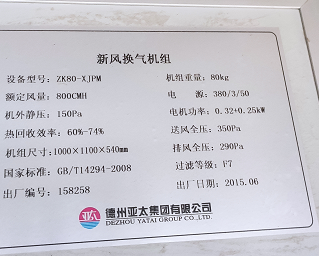 新风换气机组
设备型号: ZK80-XJPM 机组重量: 80kg
额定风量: 800CMH 电 源: 380/3/50
机外静压: 150Pa 电机功率: 0.32+0.25kW
热回收效率: 60%-74% 送风全压: 350Pa
机组尺寸: 1000×1100×540mm 排风全压: 290Pa
国家标准: GB/T14294-2008 过滤等级: F7
出厂编号: 158258 出厂日期: 2015.06
亚太 德州亚太集团有限公司
DEZHOU YATAI GROUP CO.,LTD.